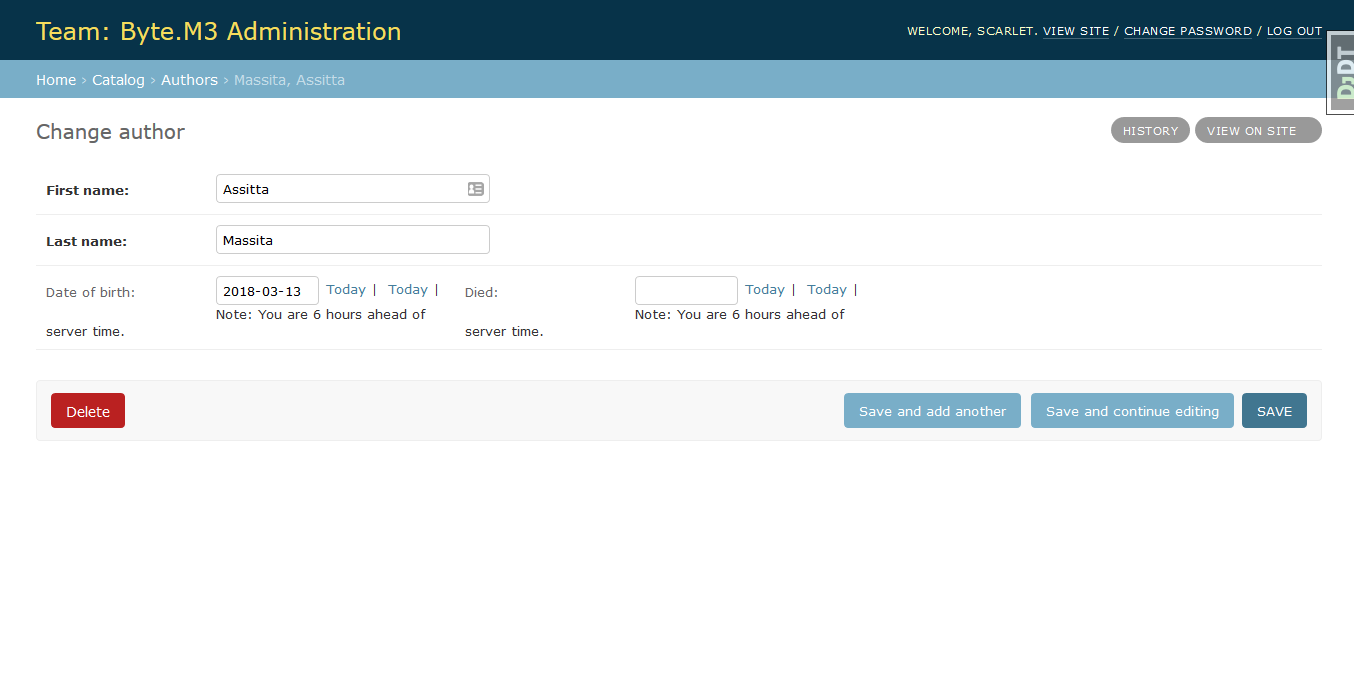 Team: Byte.M3 Administration
WELCOME, SCARLET. VIEW SITE / CHANGE PASSWORD / LOG OUT
DjDT
Home › Catalog › Authors › Massita, Assitta
Change author
HISTORY VIEW ON SITE
First name: Assitta
Last name: Massita
Date of birth: 2018-03-13 Today | Today | Died: Today | Today |
Note: You are 6 hours ahead of Note: You are 6 hours ahead of
server time. server time.
Delete Save and add another Save and continue editing SAVE